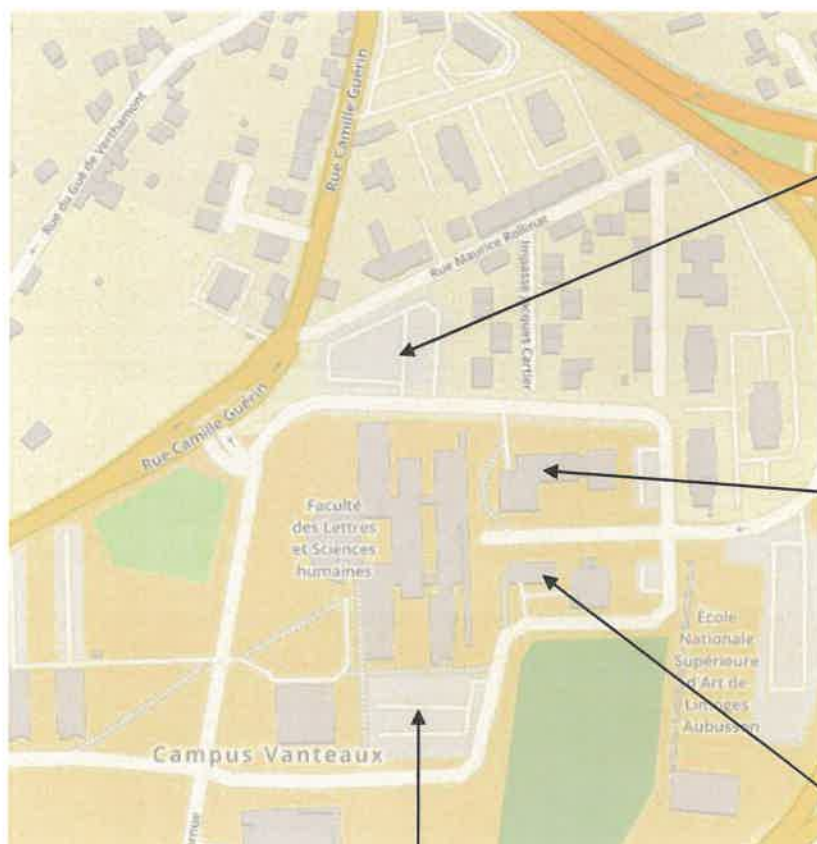 Rue du Gué de Verthamont
Rue Camille Guérin
Rue Maurice Rollinat
Impasse Jacques Cartier
Rue Camille Guérin
Faculté
des Lettres
et Sciences
humaines
École
Nationale
Supérieure
d'Art de
Limoges
Aubusson
Campus Vanteaux